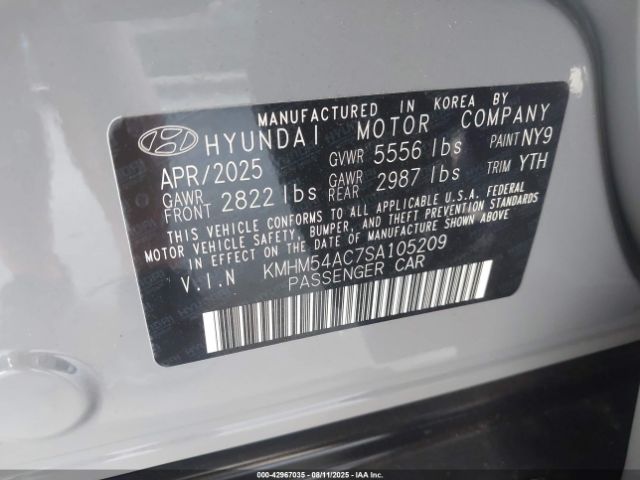 MANUFACTURED IN KOREA BY
HYUNDAI MOTOR COMPANY
APR/2025 GVWR 5556 lbs PAINT NY9
GAWR FRONT 2822 lbs GAWR REAR 2987 lbs TRIM YTH
THIS VEHICLE CONFORMS TO ALL APPLICABLE U.S.A. FEDERAL
MOTOR VEHICLE SAFETY, BUMPER, AND THEFT PREVENTION STANDARDS
IN EFFECT ON THE DATE OF MANUFACTURE SHOWN ABOVE
V.I.N KMHM54AC7SA105209
PASSENGER CAR
000-42967035 - 08/11/2025 - IAAI.COM